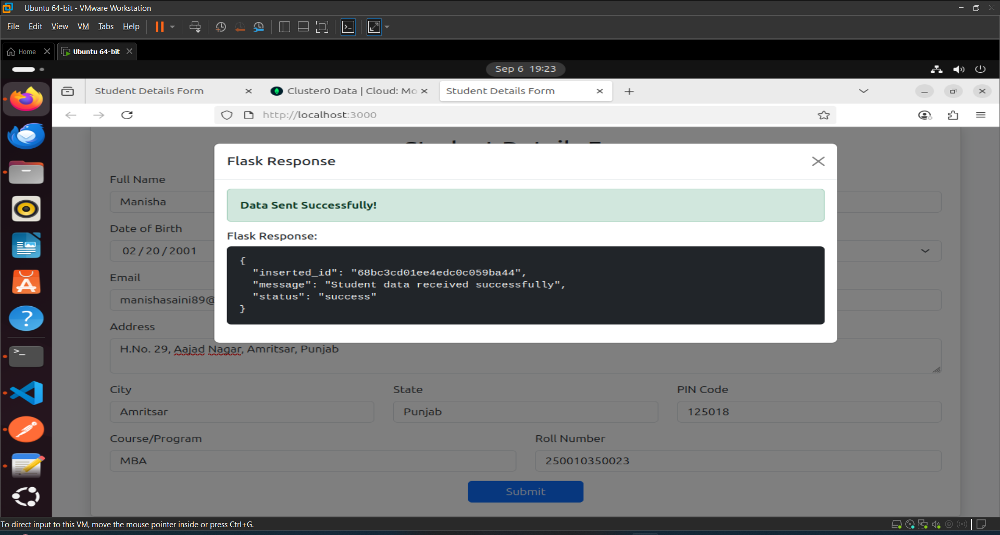 Ubuntu 64-bit - VMware Workstation
File Edit View VM Tabs Help
Home
Ubuntu 64-bit
Sep 6 19:23
Student Details Form
Cluster0 Data | Cloud: Mo
Student Details Form
http://localhost:3000
Flask Response
Data Sent Successfully!
Flask Response:
{
"inserted_id": "68bc3cd01ee4edc0c059ba44",
"message": "Student data received successfully",
"status": "success"
}
Full Name
Manisha
Date of Birth
02 / 20 / 2001
Email
manishasaini89@
Address
H.No. 29, Aajad Nagar, Amritsar, Punjab
City State PIN Code
Amritsar Punjab 125018
Course/Program Roll Number
MBA 250010350023
Submit
To direct input to this VM, move the mouse pointer inside or press Ctrl+G.